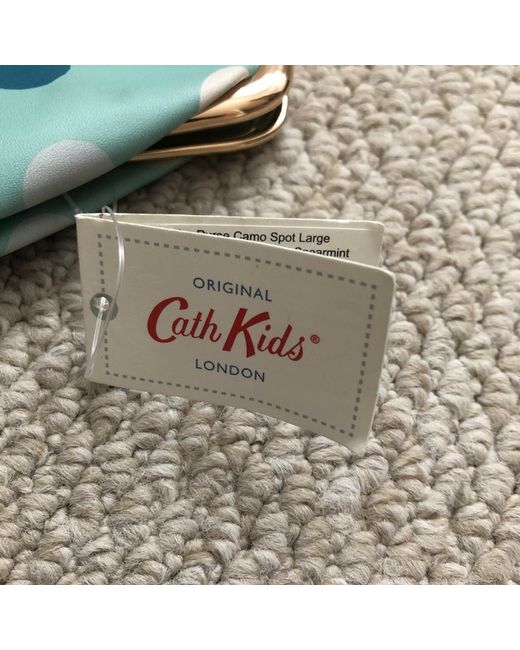 Purse Camo Spot Large
Spearmint
ORIGINAL
Cath Kids®
LONDON